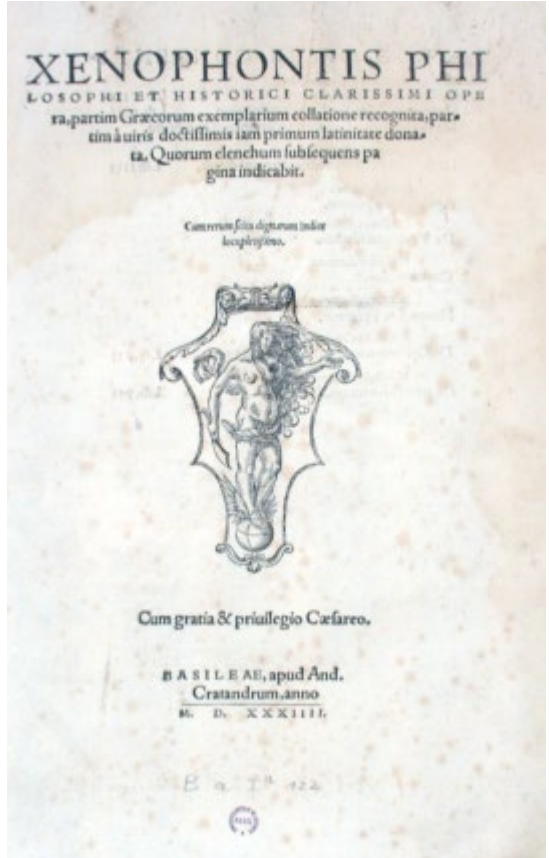 XENOPHONTIS PHI
LOSOPHI ET HISTORICI CLARISSIMI OPE
ra, partim Græcorum exemplarium collatione recognita, par-
tim à uiris doctissimis iam primum latinitate dona-
ta. Quorum elenchum subsequens pa
gina indicabit.
Cum rerum scitu dignarum indice
locupletissimo.
Cum gratia & priuilegio Cæsareo.
BASILEAE, apud And.
Cratandrum, anno
M. D. XXXIIII.
B a I a 122